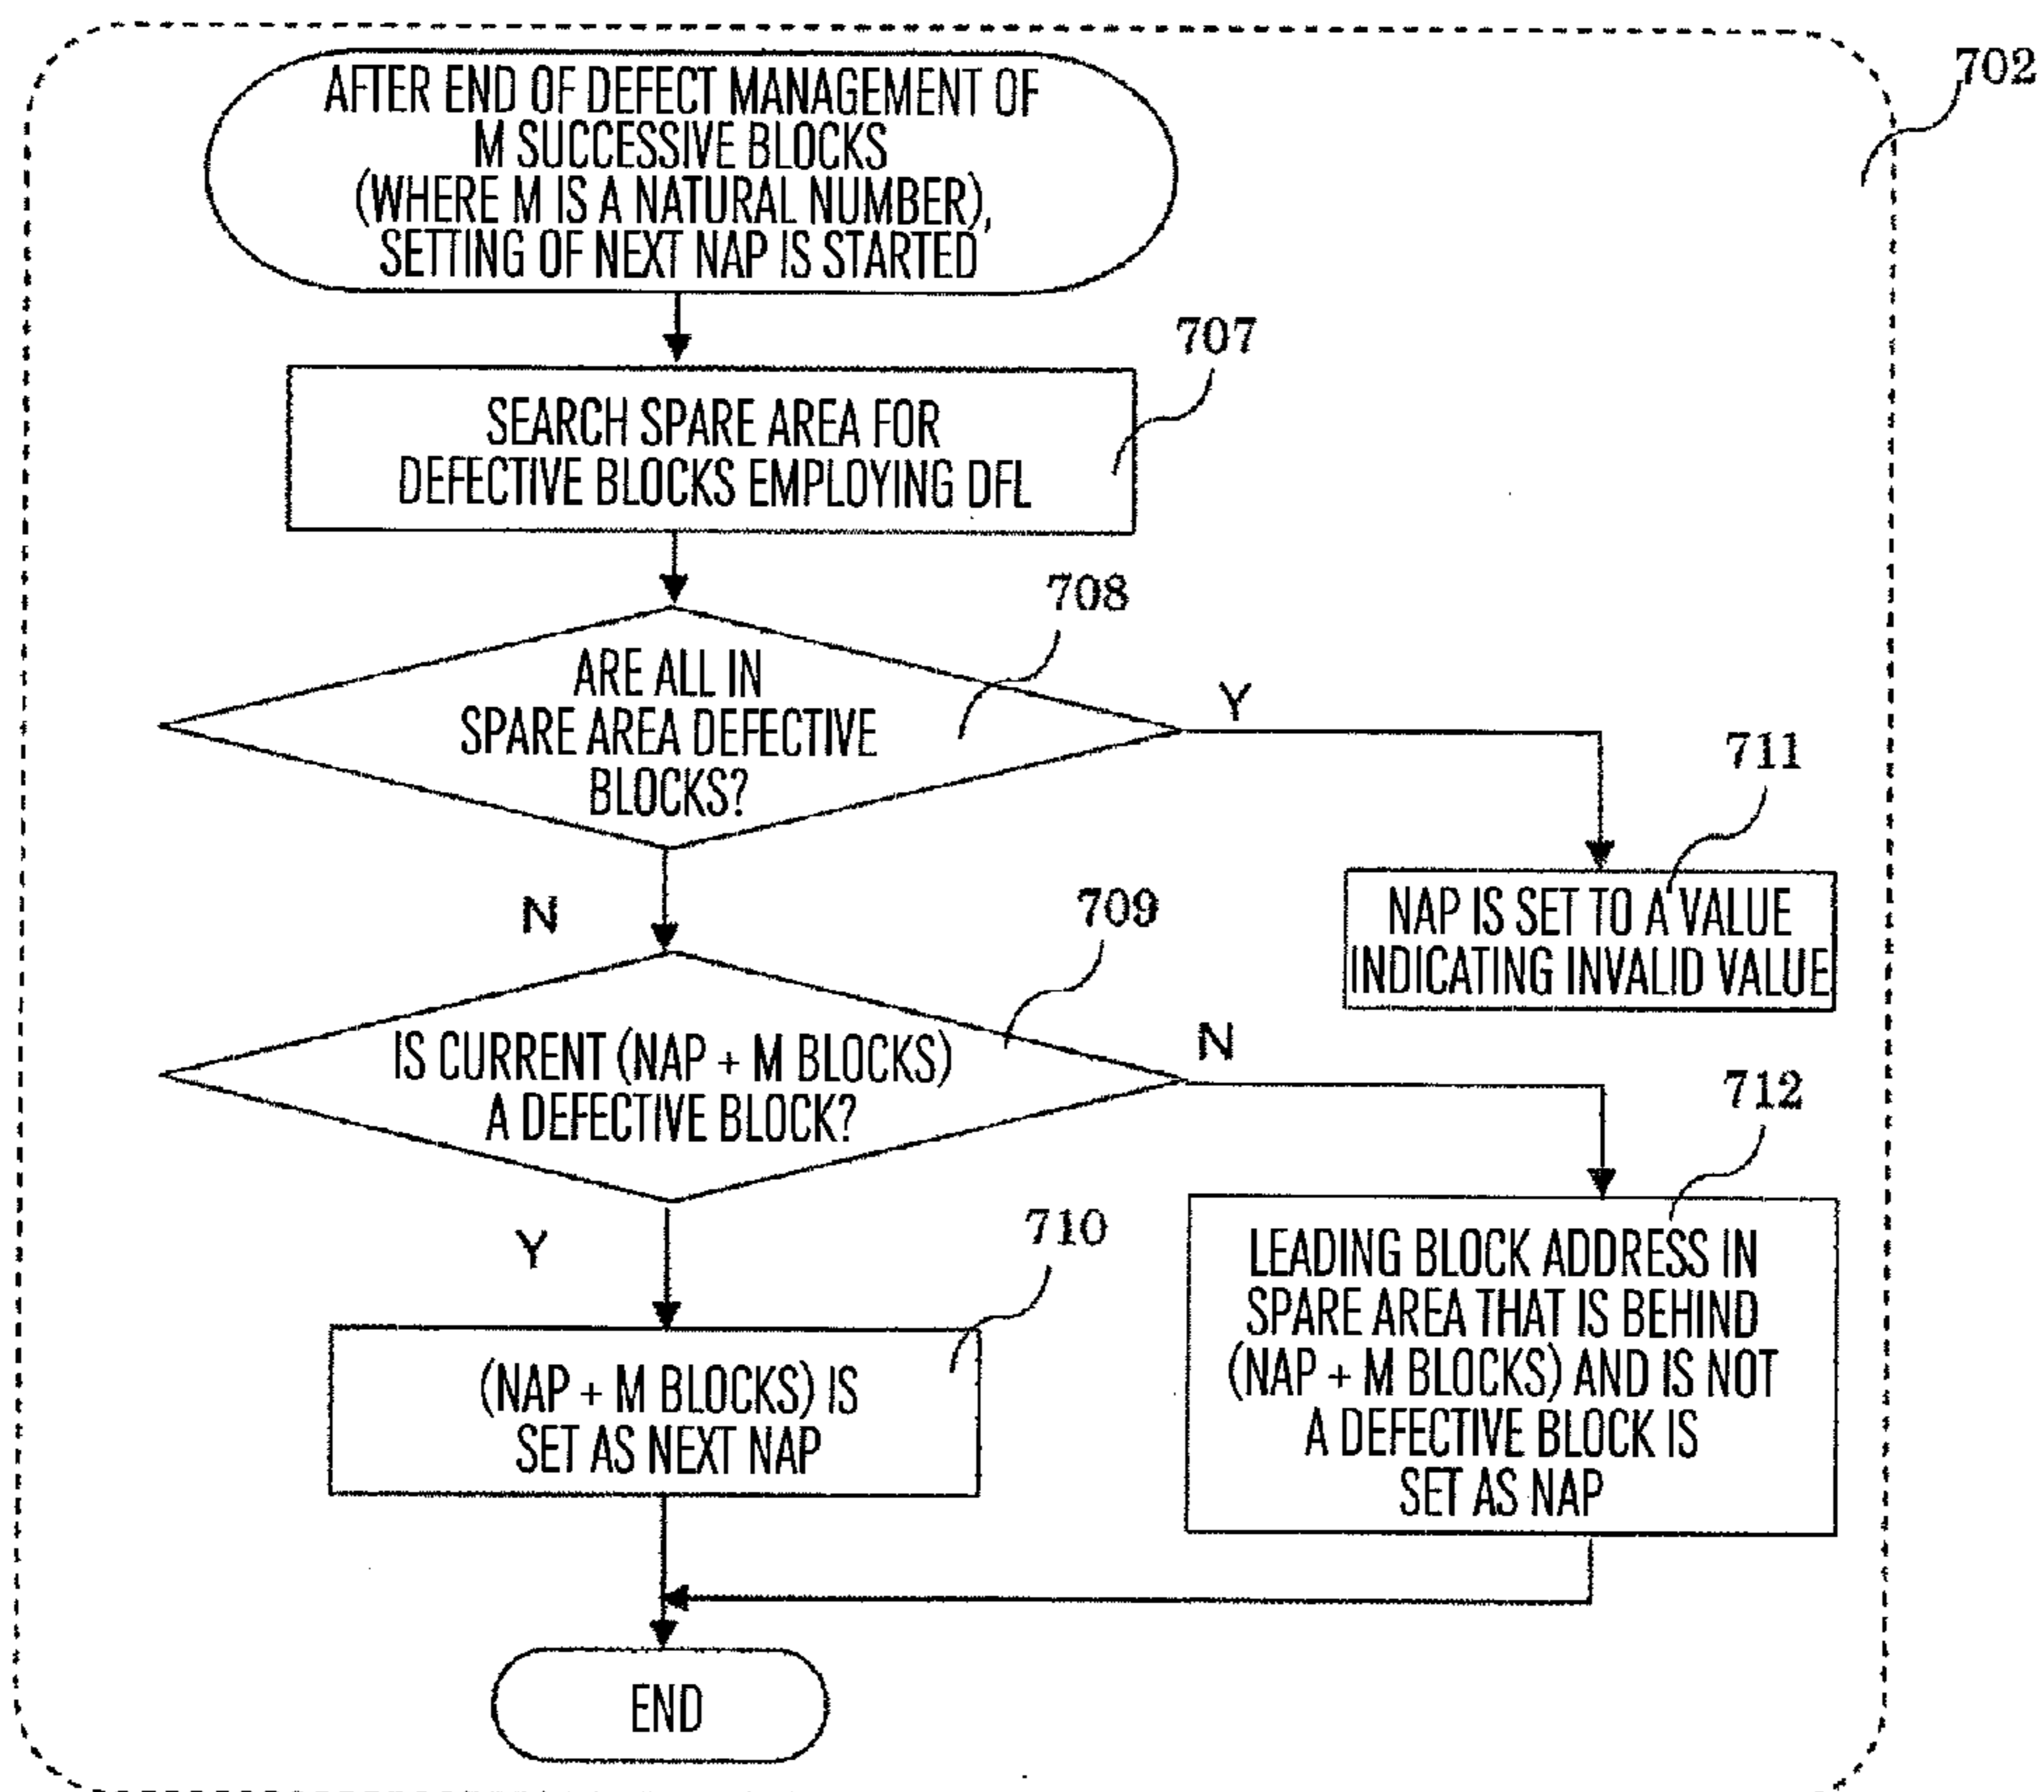 702
AFTER END OF DEFECT MANAGEMENT OF
M SUCCESSIVE BLOCKS
(WHERE M IS A NATURAL NUMBER),
SETTING OF NEXT NAP IS STARTED
707
SEARCH SPARE AREA FOR
DEFECTIVE BLOCKS EMPLOYING DFL
708
ARE ALL IN
SPARE AREA DEFECTIVE
BLOCKS?
Y
711
NAP IS SET TO A VALUE
INDICATING INVALID VALUE
N
709
IS CURRENT (NAP + M BLOCKS)
A DEFECTIVE BLOCK?
N
712
LEADING BLOCK ADDRESS IN
SPARE AREA THAT IS BEHIND
(NAP + M BLOCKS) AND IS NOT
A DEFECTIVE BLOCK IS
SET AS NAP
Y
710
(NAP + M BLOCKS) IS
SET AS NEXT NAP
END